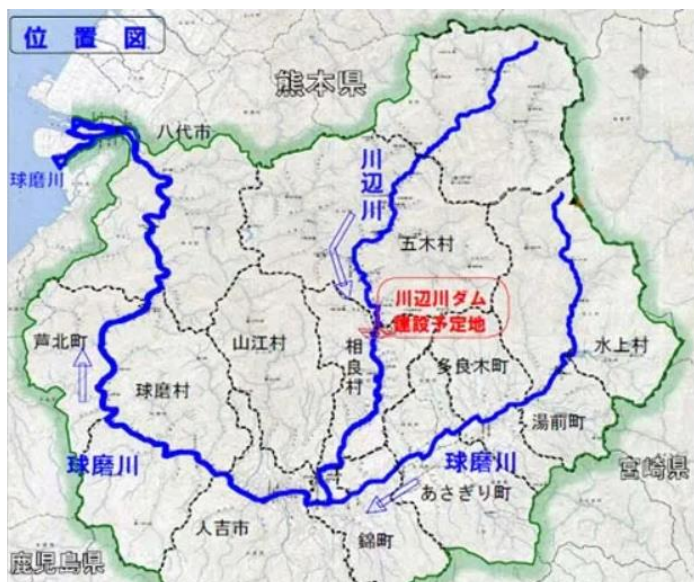 位置図
熊本県
八代市
球磨川
川辺川
五木村
川辺川ダム
建設予定地
芦北町
山江村
相良村
多良木町
水上村
球磨村
湯前町
球磨川
球磨川
宮崎県
あさぎり町
人吉市
錦町
鹿児島県